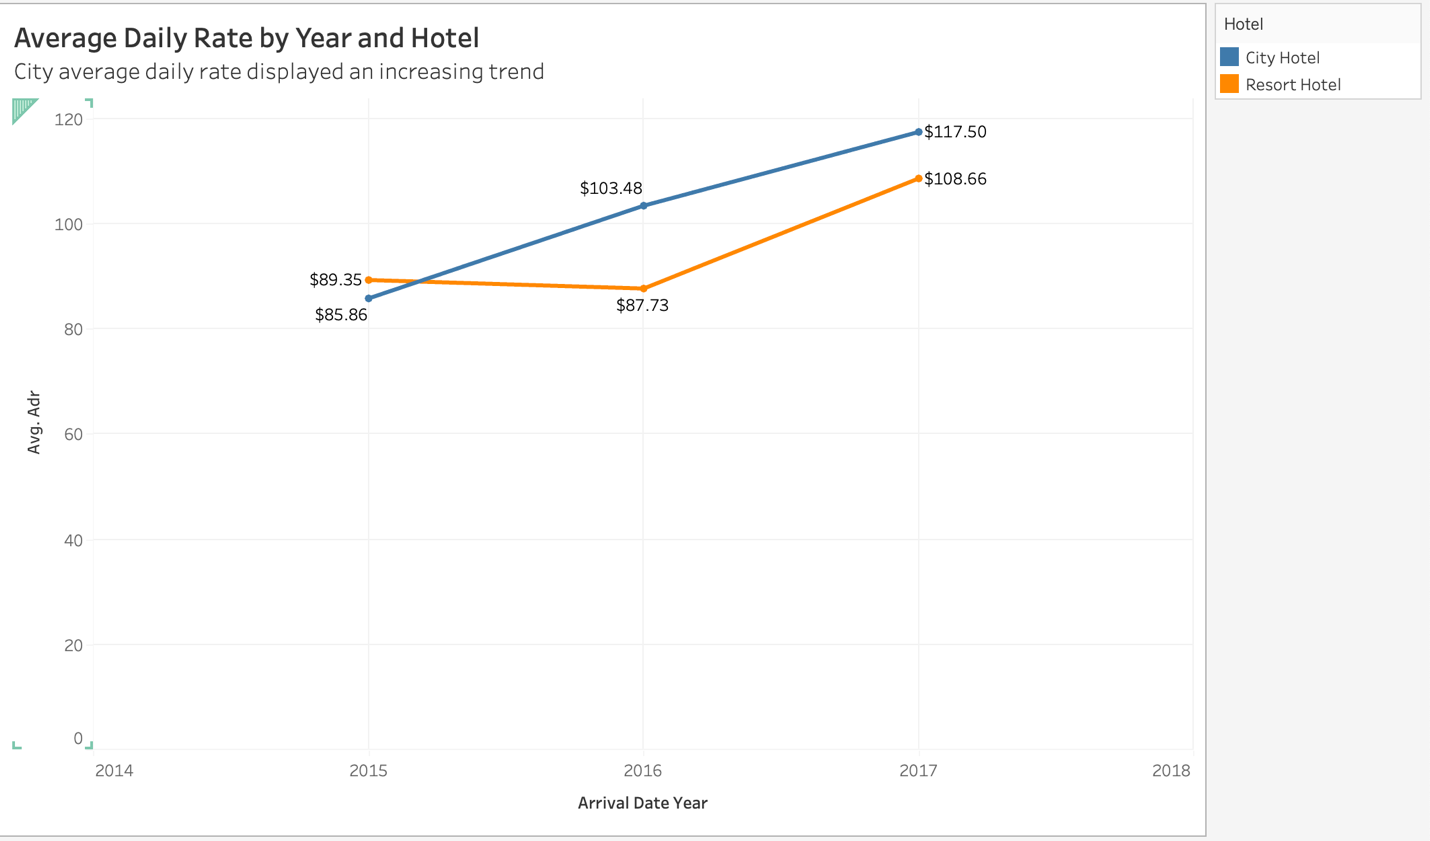 Average Daily Rate by Year and Hotel
City average daily rate displayed an increasing trend
Hotel
City Hotel
Resort Hotel
120
100
80
60
40
20
0
Avg. Adr
$117.50
$108.66
$103.48
$89.35
$85.86
$87.73
2014
2015
2016
2017
2018
Arrival Date Year